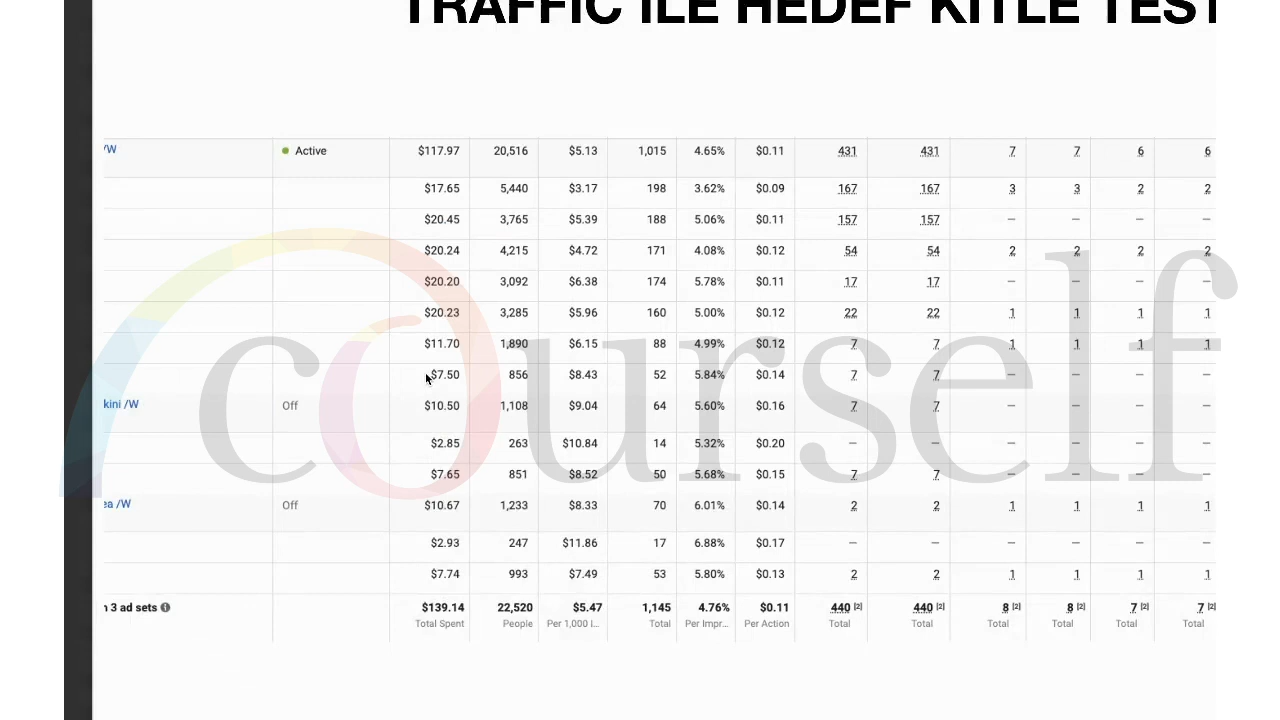 TRAFFIC ILE HEDEF KITLE TEST
/W Active $117.97 20,516 $5.13 1,015 4.65% $0.11 431 431 7 7 6 6
$17.65 5,440 $3.17 198 3.62% $0.09 167 167 3 3 2 2
$20.45 3,765 $5.39 188 5.06% $0.11 157 157 — — — —
$20.24 4,215 $4.72 171 4.08% $0.12 54 54 2 2 2 2
$20.20 3,092 $6.38 174 5.78% $0.11 17 17 — — — —
$20.23 3,285 $5.96 160 5.00% $0.12 22 22 1 1 1 1
$11.70 1,890 $6.15 88 4.99% $0.12 7 7 1 1 1 1
$7.50 856 $8.43 52 5.84% $0.14 7 7 — — — —
kini /W Off $10.50 1,108 $9.04 64 5.60% $0.16 7 7 — — — —
$2.85 263 $10.84 14 5.32% $0.20 — — — — — —
$7.65 851 $8.52 50 5.68% $0.15 7 7 — — — —
ea /W Off $10.67 1,233 $8.33 70 6.01% $0.14 2 2 1 1 1 1
$2.93 247 $11.86 17 6.88% $0.17 — — — — — —
$7.74 993 $7.49 53 5.80% $0.13 2 2 1 1 1 1
3 ad sets $139.14 22,520 $5.47 1,145 4.76% $0.11 440 [2] 440 [2] 8 [2] 8 [2] 7 [2] 7 [2]
Total Spent People Per 1,000 I... Total Per Impr... Per Action Total Total Total Total Total Total
courself